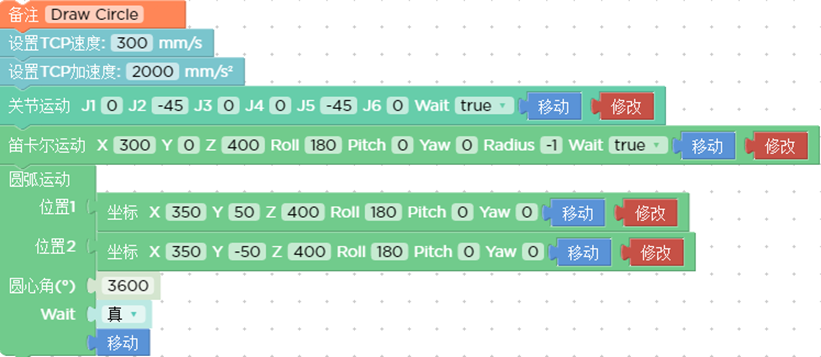 备注 Draw Circle
设置TCP速度: 300 mm/s
设置TCP加速度: 2000 mm/s²
关节运动 J1 0 J2 -45 J3 0 J4 0 J5 -45 J6 0 Wait true 移动 修改
笛卡尔运动 X 300 Y 0 Z 400 Roll 180 Pitch 0 Yaw 0 Radius -1 Wait true 移动 修改
圆弧运动
位置1 坐标 X 350 Y 50 Z 400 Roll 180 Pitch 0 Yaw 0 移动 修改
位置2 坐标 X 350 Y -50 Z 400 Roll 180 Pitch 0 Yaw 0 移动 修改
圆心角(°) 3600
Wait 真
移动